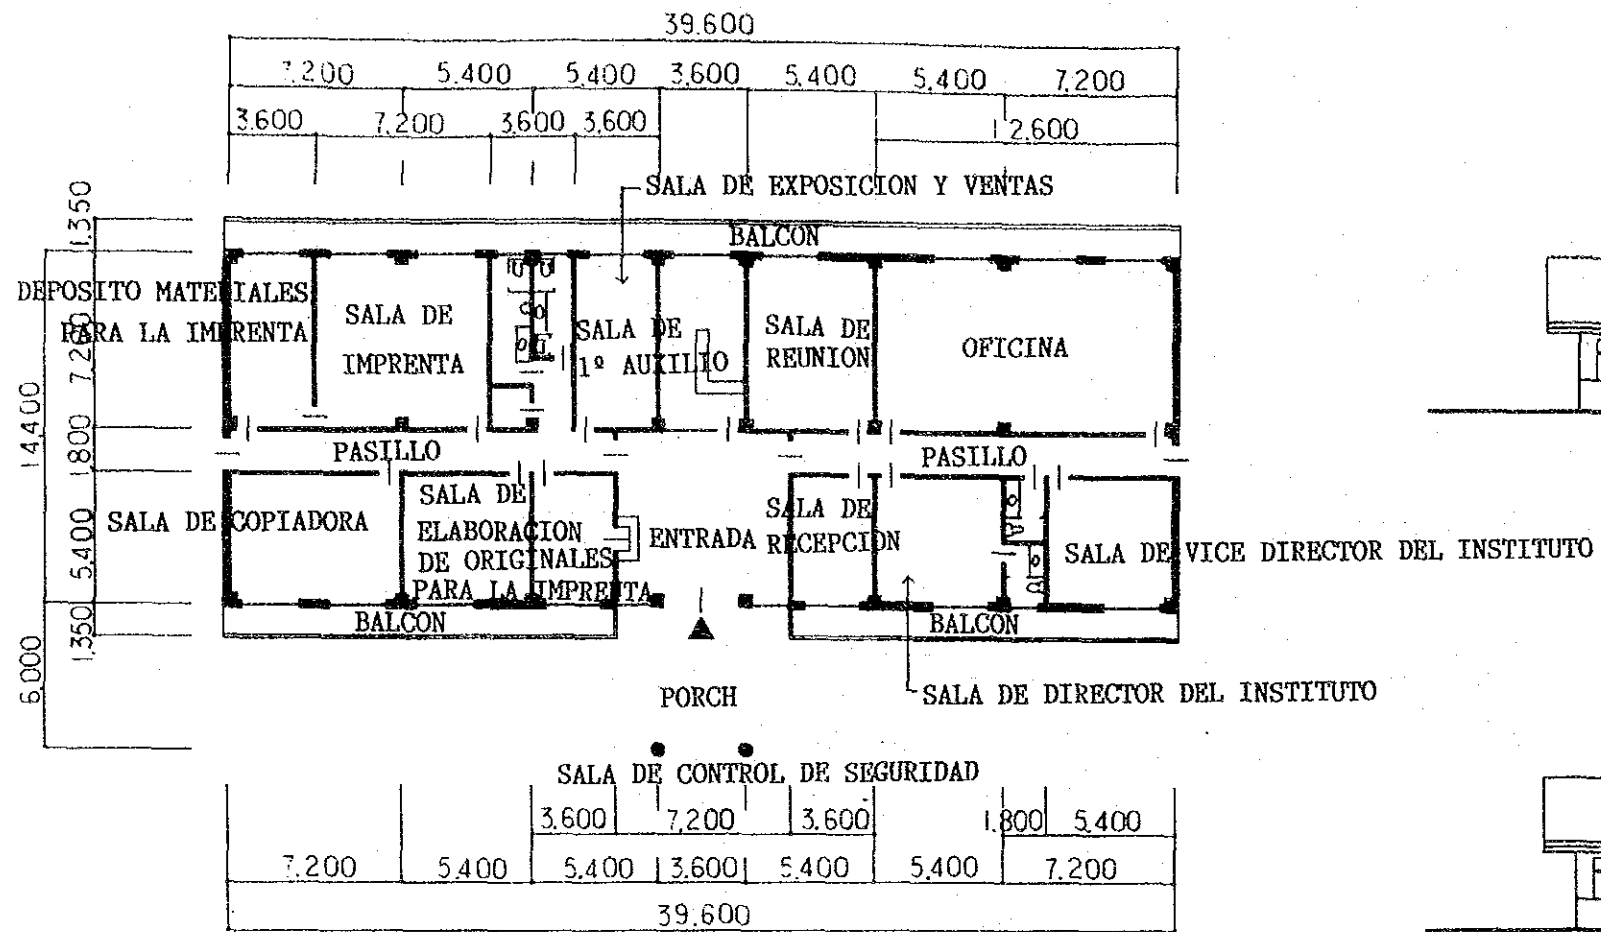 39.600
7.200 5.400 5.400 3.600 5.400 5.400 7.200
3.600 7.200 3.600 3.600 12.600
SALA DE EXPOSICION Y VENTAS
1.350
BALCON
DEPOSITO MATERIALES
PARA LA IMPRENTA
SALA DE
IMPRENTA
SALA DE
1º AUXILIO
SALA DE
REUNION
OFICINA
7.200
14.400
1.800
PASILLO
PASILLO
SALA DE COPIADORA
SALA DE
ELABORACION
DE ORIGINALES
PARA LA IMPRENTA
ENTRADA
SALA DE
RECEPCION
SALA DE VICE DIRECTOR DEL INSTITUTO
5.400
BALCON
BALCON
1.350
6.000
PORCH
SALA DE DIRECTOR DEL INSTITUTO
SALA DE CONTROL DE SEGURIDAD
3.600 7.200 3.600 1.800 5.400
7.200 5.400 5.400 3.600 5.400 5.400 7.200
39.600